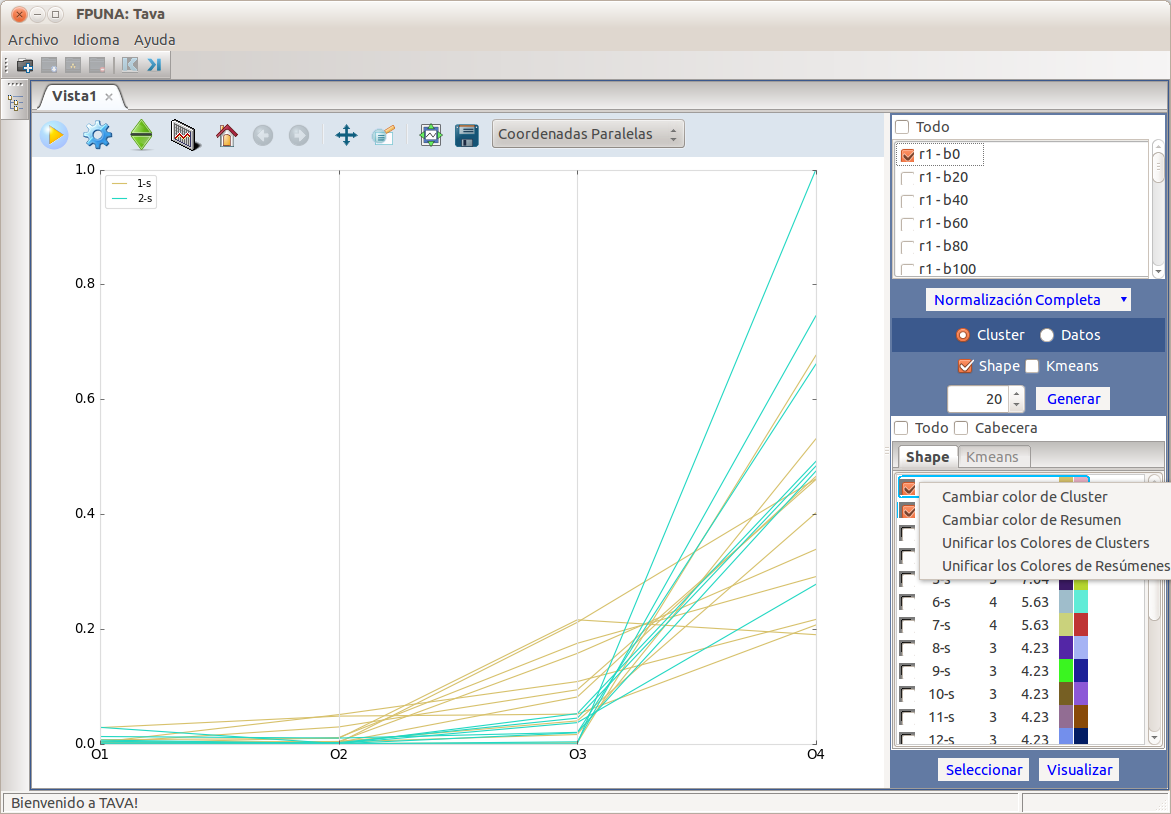 FPUNA: Tava
Archivo Idioma Ayuda
Vista1
Coordenadas Paralelas
1.0
0.8
0.6
0.4
0.2
0.0
1-s
2-s
O1 O2 O3 O4
Todo
r1 - b0
r1 - b20
r1 - b40
r1 - b60
r1 - b80
r1 - b100
Normalización Completa
Cluster Datos
Shape Kmeans
20 Generar
Todo Cabecera
Shape Kmeans
Cambiar color de Cluster
Cambiar color de Resumen
Unificar los Colores de Clusters
Unificar los Colores de Resúmenes
5-s 5 7.04
6-s 4 5.63
7-s 4 5.63
8-s 3 4.23
9-s 3 4.23
10-s 3 4.23
11-s 3 4.23
12-s 3 4.23
Seleccionar Visualizar
Bienvenido a TAVA!